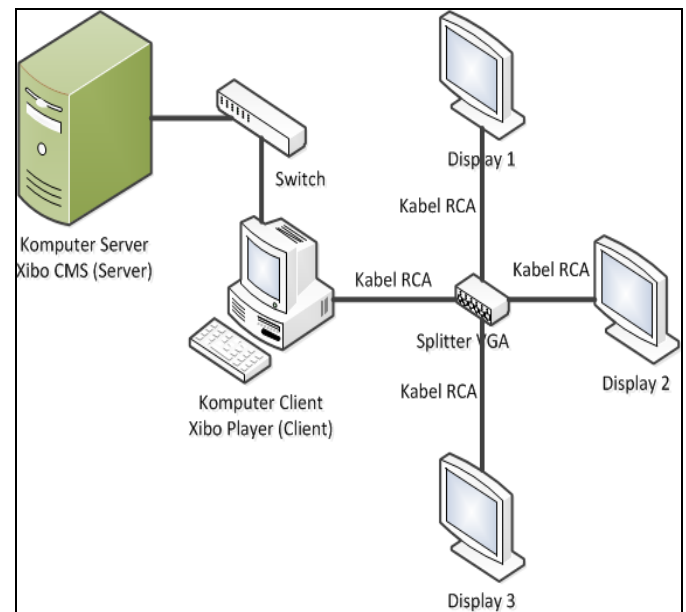 Display 1
Switch
Kabel RCA
Komputer Server
Xibo CMS (Server)
Kabel RCA
Kabel RCA
Splitter VGA
Display 2
Kabel RCA
Komputer Client
Xibo Player (Client)
Display 3